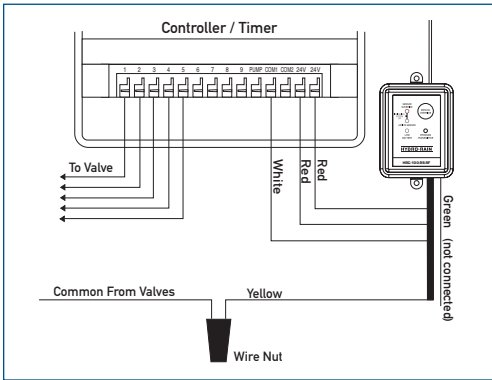 Controller / Timer
1 2 3 4 5 6 7 8 9 PUMP COM1 COM2 24V 24V
To Valve
White
Red
Red
HYDRO-RAIN
Green (not connected)
Common From Valves
Yellow
Wire Nut